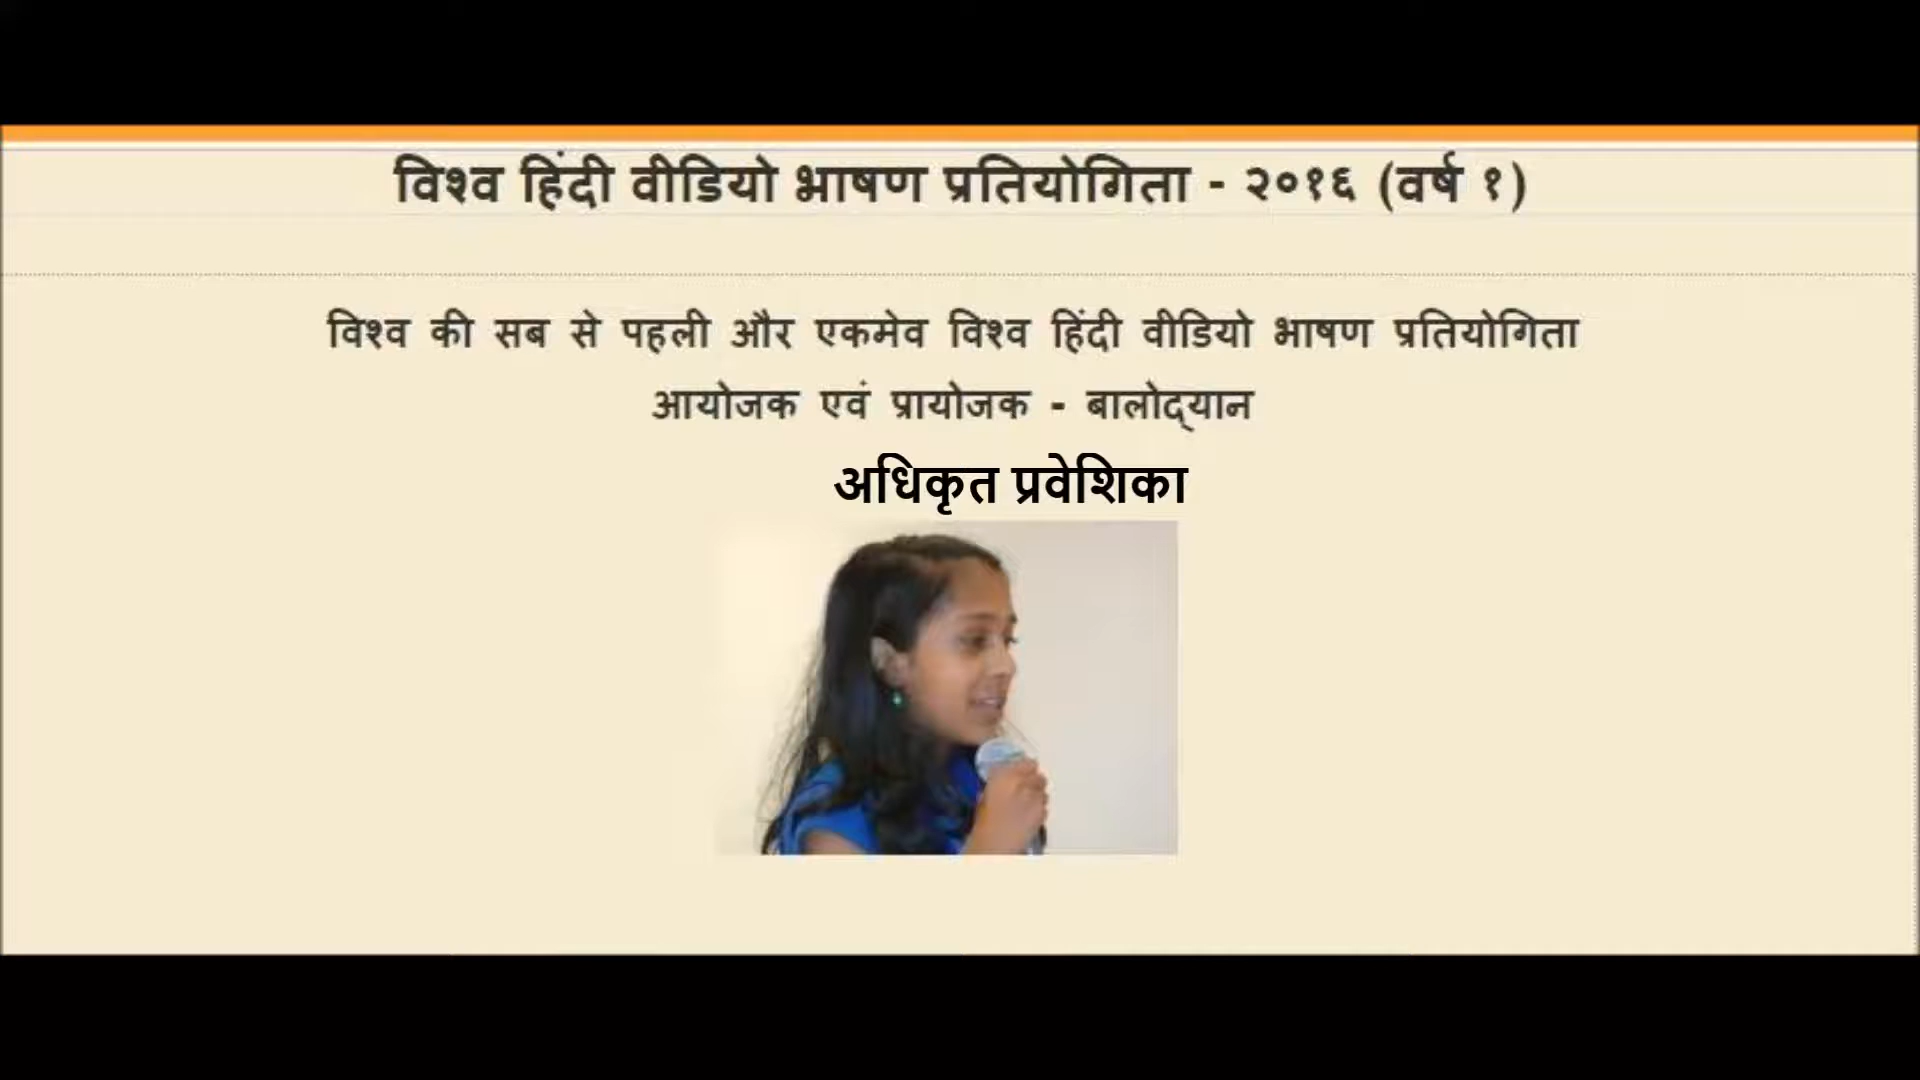 विश्व हिंदी वीडियो भाषण प्रतियोगिता - २०१६ (वर्ष १)
विश्व की सब से पहली और एकमेव विश्व हिंदी वीडियो भाषण प्रतियोगिता
आयोजक एवं प्रायोजक - बालोद्‌यान
अधिकृत प्रवेशिका